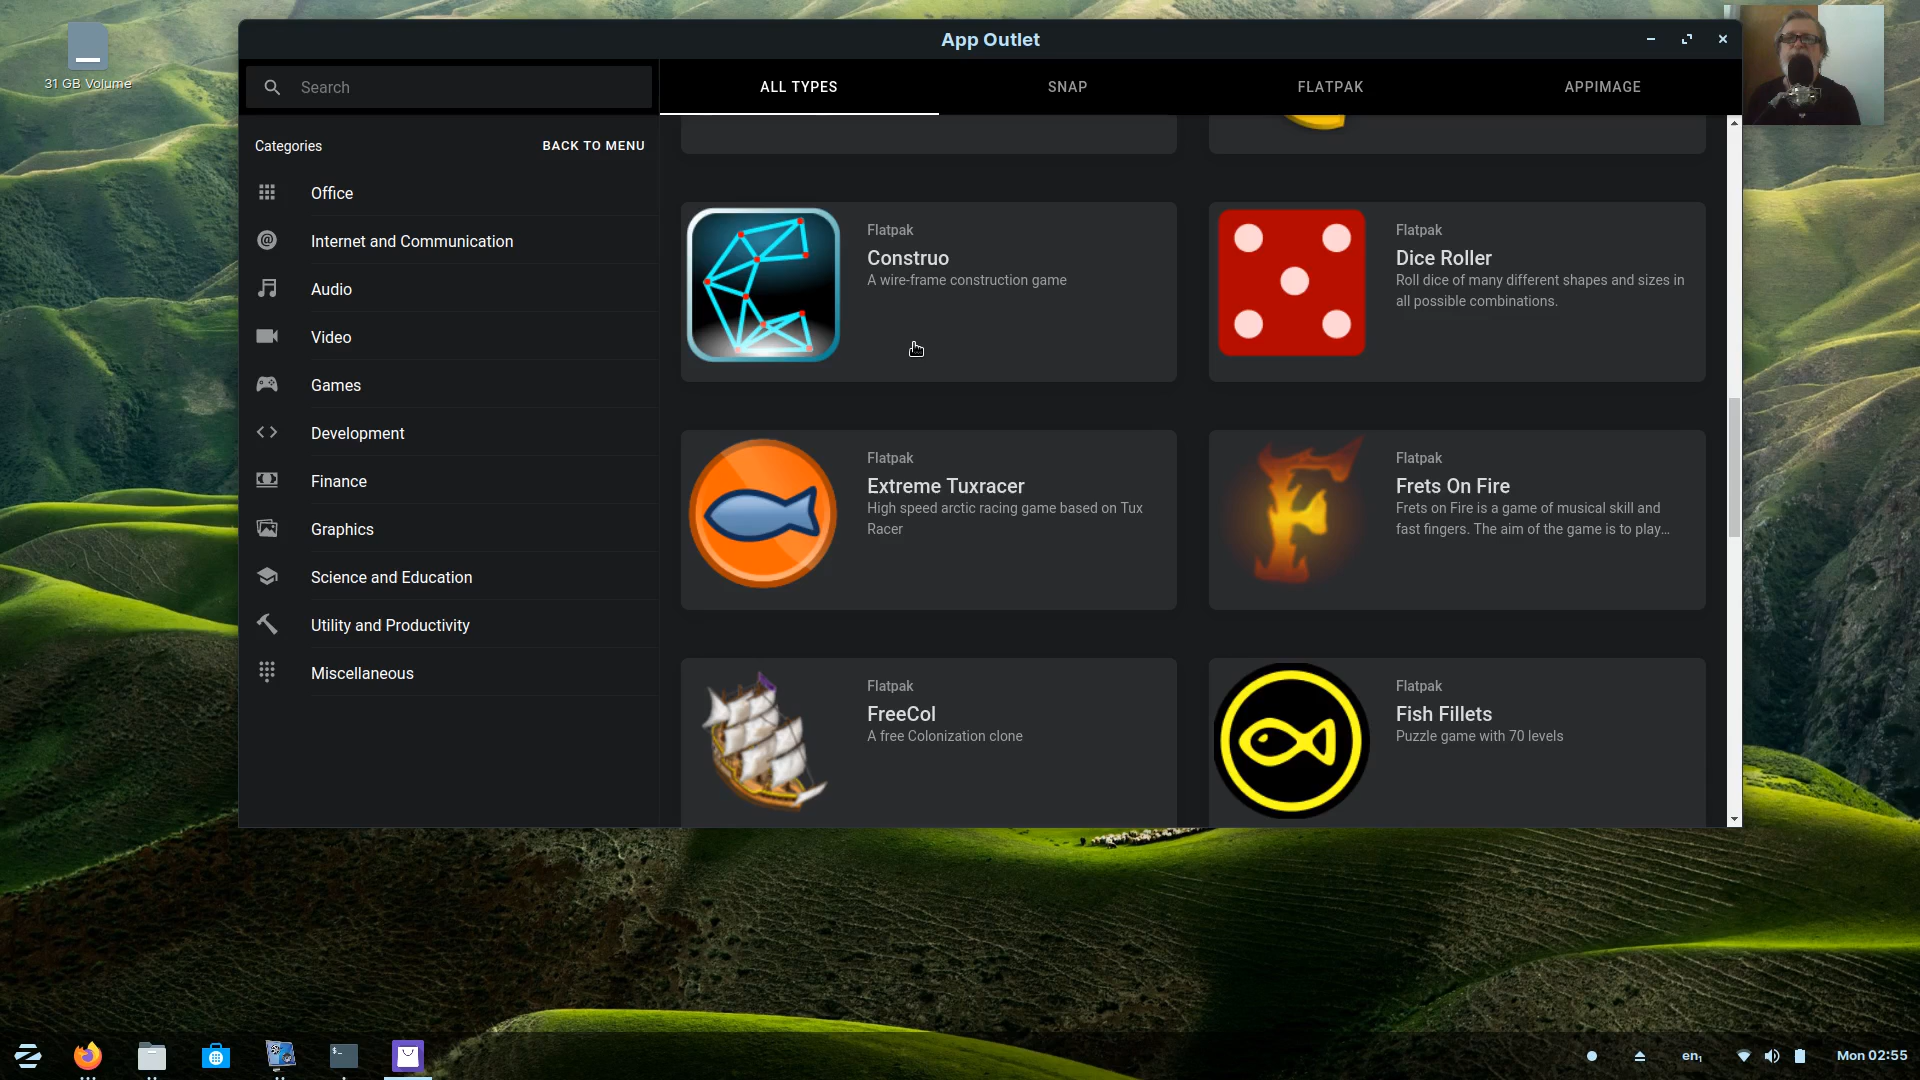 31 GB Volume
App Outlet
Search
ALL TYPES
SNAP
FLATPAK
APPIMAGE
Categories
BACK TO MENU
Office
Internet and Communication
Audio
Video
Games
Development
Finance
Graphics
Science and Education
Utility and Productivity
Miscellaneous
Flatpak
Construo
A wire-frame construction game
Flatpak
Dice Roller
Roll dice of many different shapes and sizes in
all possible combinations.
Flatpak
Extreme Tuxracer
High speed arctic racing game based on Tux
Racer
Flatpak
Frets On Fire
Frets on Fire is a game of musical skill and
fast fingers. The aim of the game is to play…
Flatpak
FreeCol
A free Colonization clone
Flatpak
Fish Fillets
Puzzle game with 70 levels
en₁
Mon 02:55